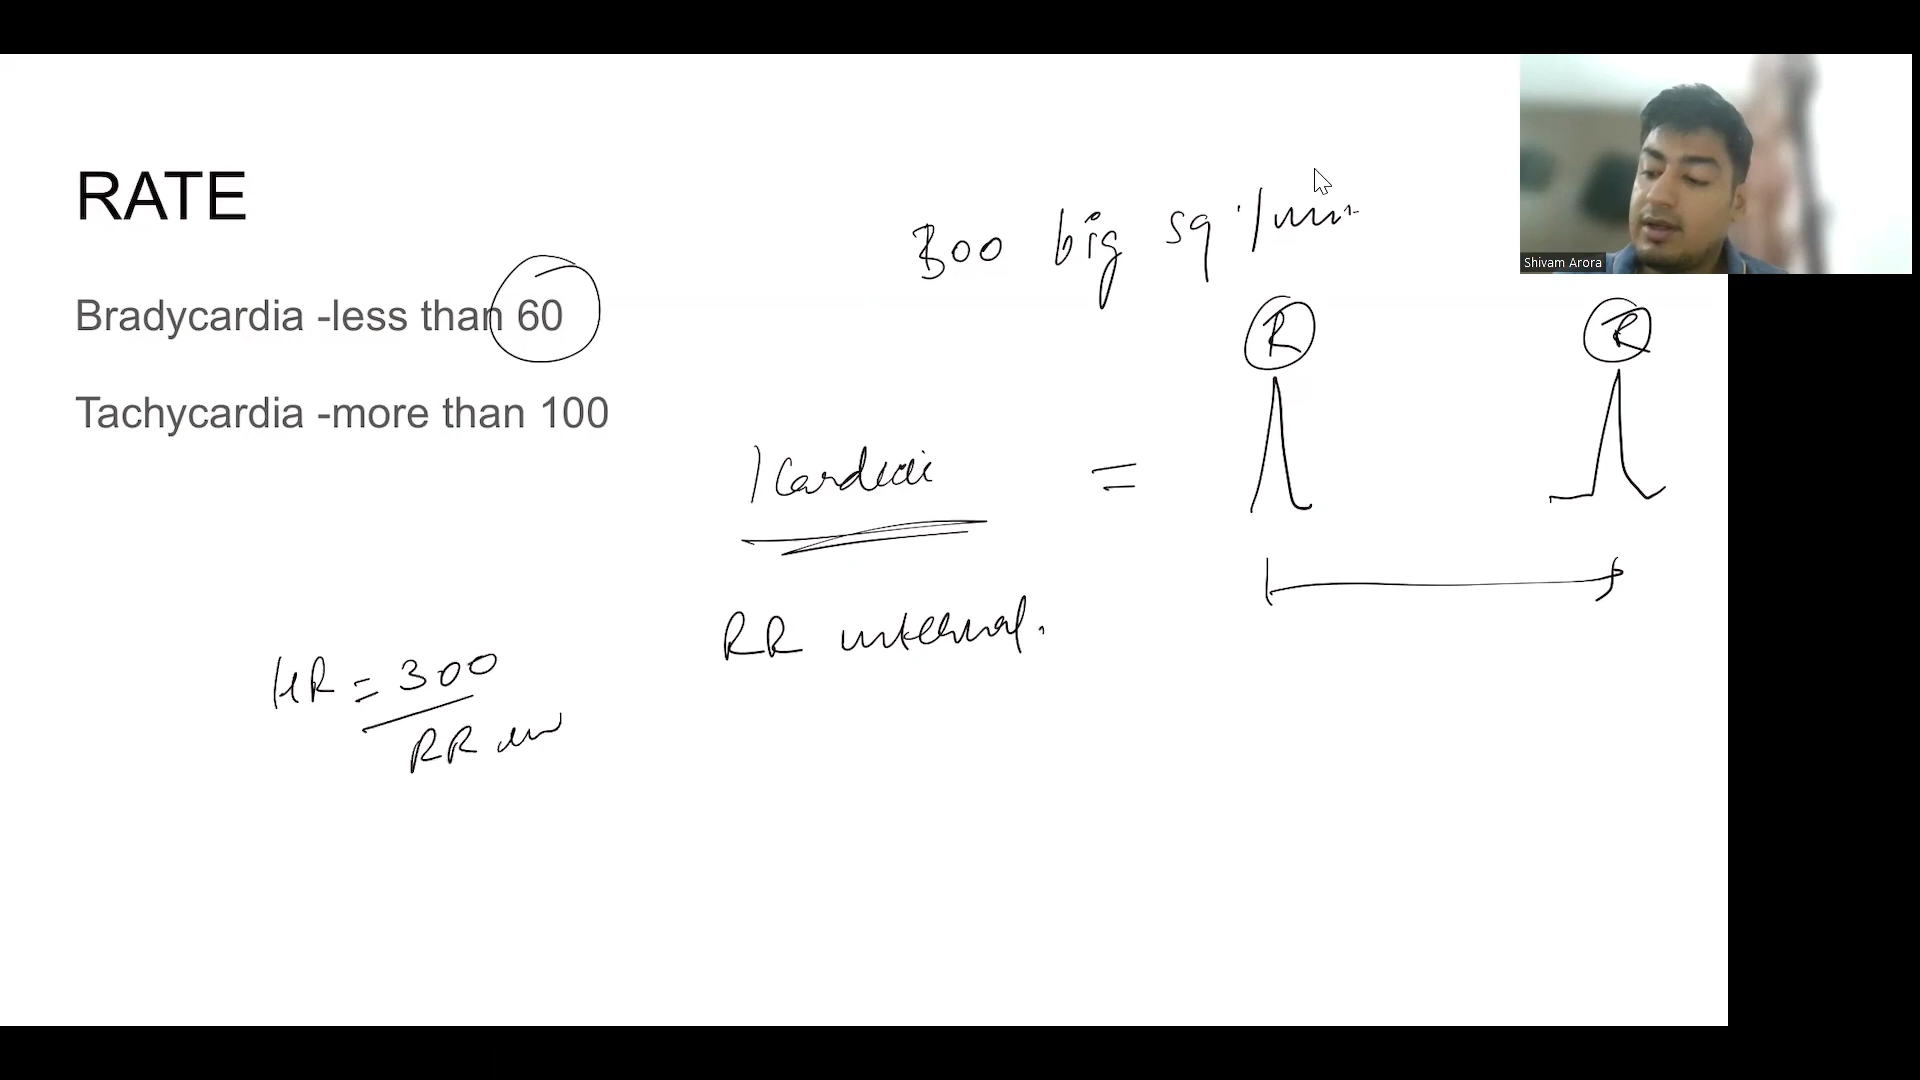 RATE
Bradycardia -less than 60
Tachycardia -more than 100
300 big sq /min
R R
1 Cardiac =
RR interval.
HR = 300
RR
Shivam Arora